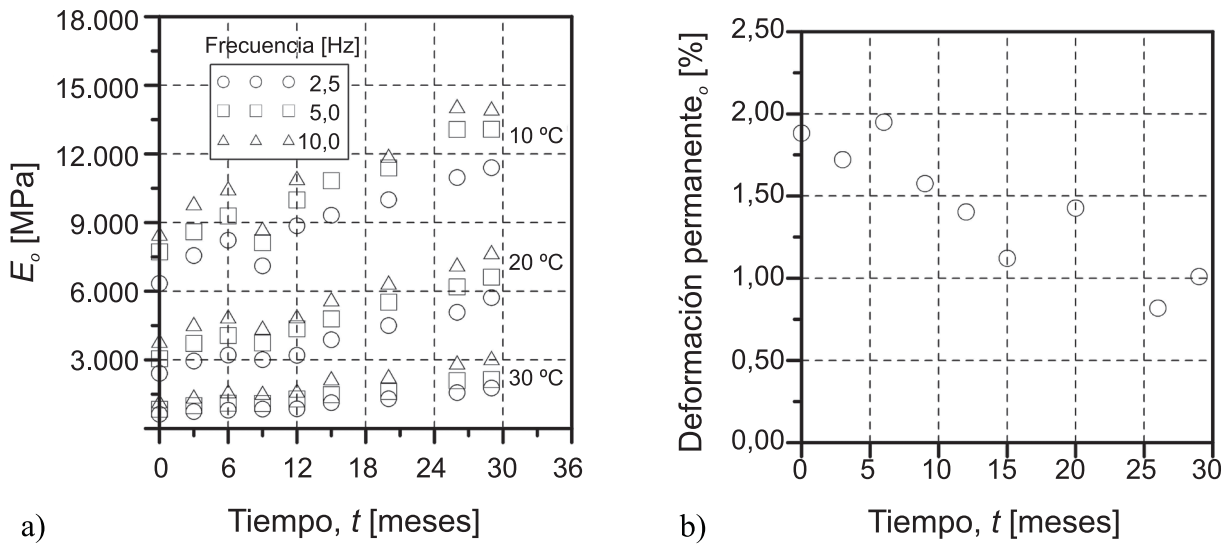 18.000
15.000
12.000
9.000
6.000
3.000
E₀ [MPa]
Frecuencia [Hz]
2,5
5,0
10,0
10 ºC
20 ºC
30 ºC
0 6 12 18 24 30 36
Tiempo, t [meses]
a)
2,50
2,00
1,50
1,00
0,50
0,00
Deformación permanente₀ [%]
0 5 10 15 20 25 30
Tiempo, t [meses]
b)